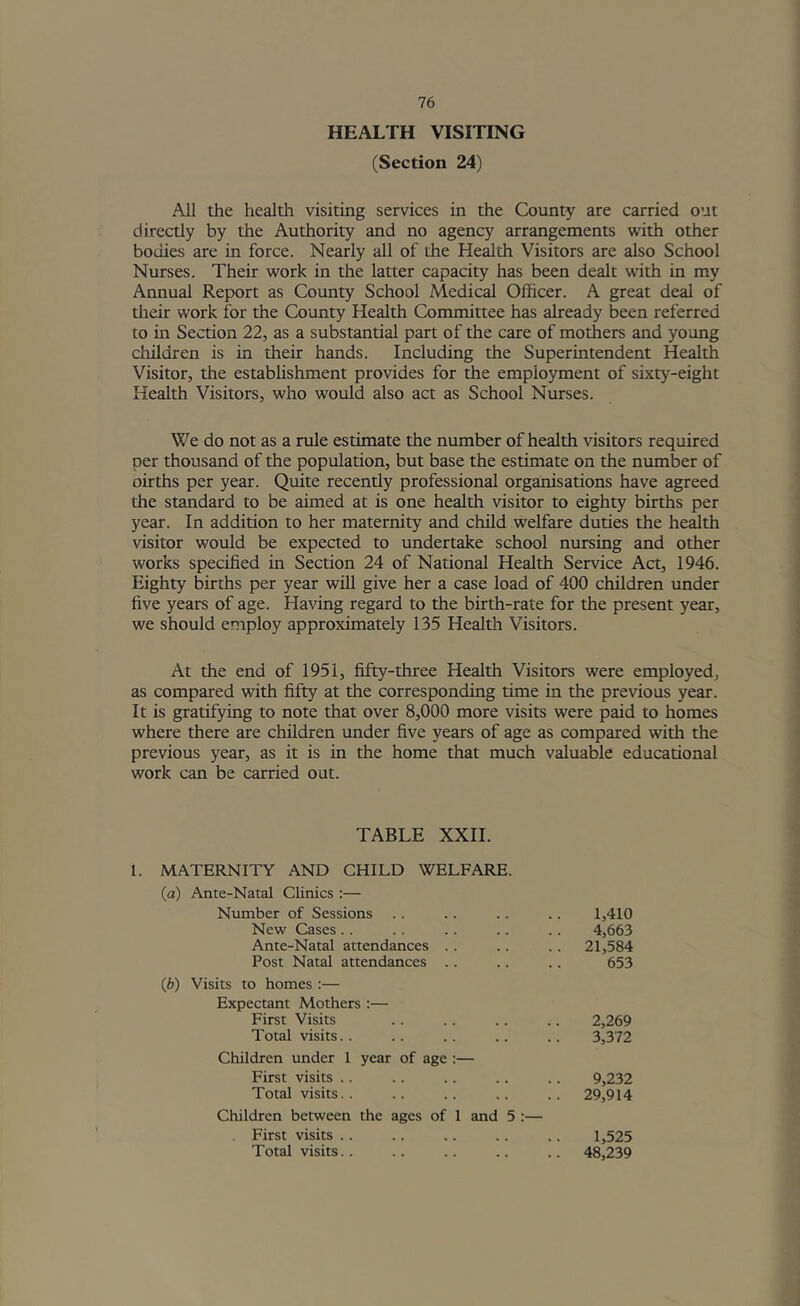 76
HEALTH VISITING
(Section 24)
All the health visiting services in the County are carried out
directly by the Authority and no agency arrangements with other
bodies are in force. Nearly all of the Health Visitors are also School
Nurses. Their work in the latter capacity has been dealt with in my
Annual Report as County School Medical Officer. A great deal of
their work for the County Health Committee has already been referred
to in Section 22, as a substantial part of the care of mothers and young
children is in their hands. Including the Superintendent Health
Visitor, the establishment provides for the employment of sixty-eight
Health Visitors, who would also act as School Nurses.
We do not as a rule estimate the number of health visitors required
per thousand of the population, but base the estimate on the number of
births per year. Quite recently professional organisations have agreed
the standard to be aimed at is one health visitor to eighty births per
year. In addition to her maternity and child welfare duties the health
visitor would be expected to undertake school nursing and other
works specified in Section 24 of National Health Service Act, 1946.
Eighty births per year will give her a case load of 400 children under
five years of age. Having regard to the birth-rate for the present year,
we should employ approximately 135 Health Visitors.
At the end of 1951, fifty-three Health Visitors were employed,
as compared with fifty at the corresponding time in the previous year.
It is gratifying to note that over 8,000 more visits were paid to homes
where there are children under five years of age as compared with the
previous year, as it is in the home that much valuable educational
work can be carried out.
TABLE XXII.
1. MATERNITY AND CHILD WELFARE.
(a) Ante-Natal Clinics :—
Number of Sessions .. .. .. .. 1,410
New Cases .. .. .. .. .. 4,663
Ante-Natal attendances .. .. .. 21,584
Post Natal attendances .. .. .. 653
(b) Visits to homes :—
Expectant Mothers :—
First Visits .. .. .. .. 2,269
Total visits .. .. .. .. .. 3,372
Children under 1 year of age :—
First visits .. .. .. .. .. 9,232
Total visits .. .. .. .. .. 29,914
Children between the ages of 1 and 5 :—
First visits .. .. .. .. .. 1,525
Total visits .. .. .. .. .. 48,239